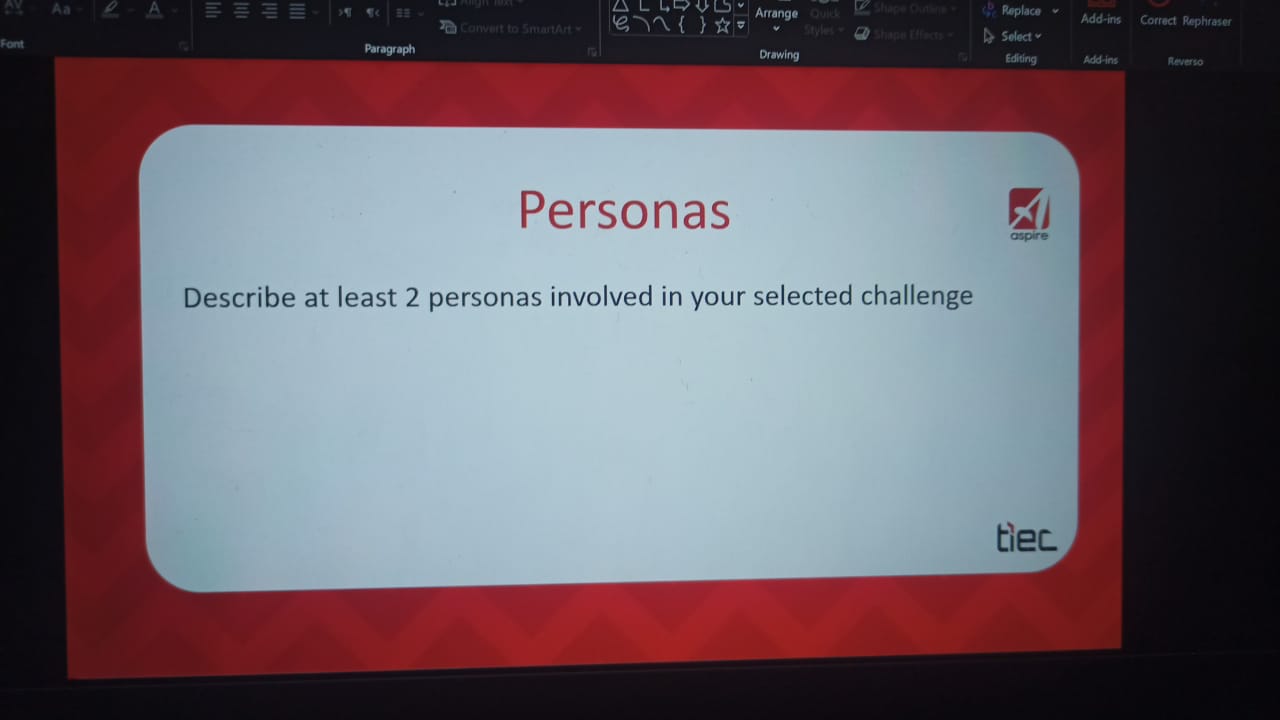 Aa
A
Align Text
Convert to SmartArt
Arrange
Quick
Styles
Shape Outline
Shape Effects
Replace
Select
Add-ins
Correct Rephraser
Font
Paragraph
Drawing
Editing
Add-ins
Reverso
Personas
aspire
Describe at least 2 personas involved in your selected challenge
tiec